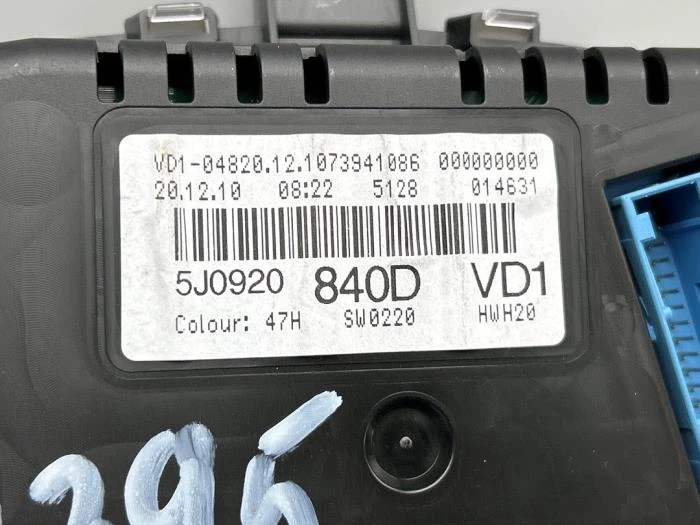 VD1-04820.12.1073941086 000000000
20.12.10 08:22 5128 014631
5J0920 840D VD1
Colour: 47H SW0220 HWH20
295